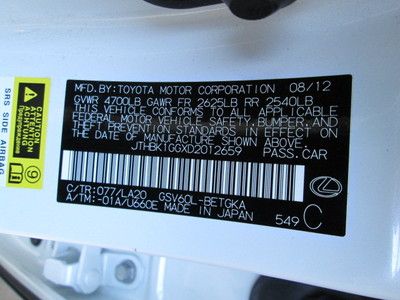 MFD. BY: TOYOTA MOTOR CORPORATION 08/12
GVWR 4700LB GAWR FR 2625LB RR 2540LB
THIS VEHICLE CONFORMS TO ALL APPLICABLE
FEDERAL MOTOR VEHICLE SAFETY, BUMPER, AND
THEFT PREVENTION STANDARDS IN EFFECT ON
THE DATE OF MANUFACTURE SHOWN ABOVE.
JTHBK1GGXD2012659 PASS.CAR
C/TR:077/LA20 GSV60L-BETGKA
A/TM:-01A/U660E MADE IN JAPAN 549 C
SRS SIDE AIRBAG
ACHTUNG
9